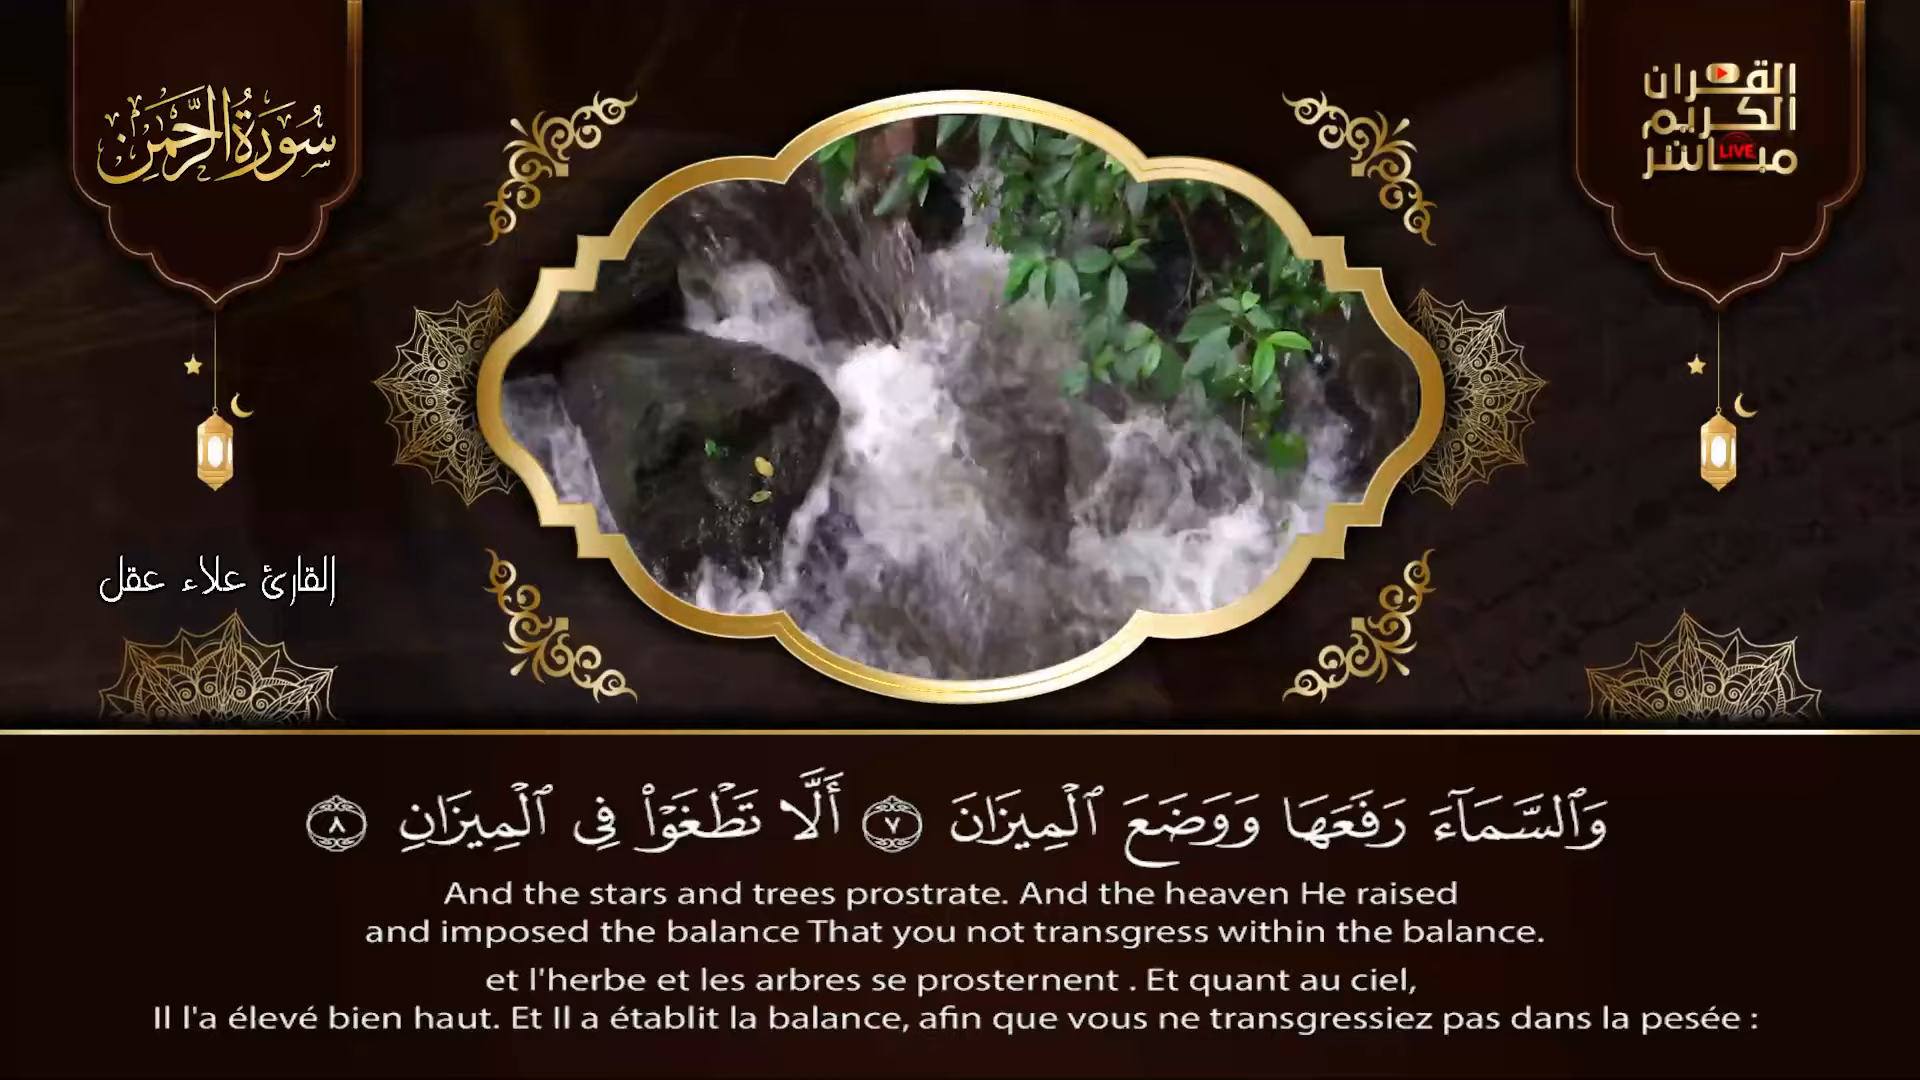 سُورَةُ الرَّحْمَٰن
القرآن
الكريم
مباشر
LIVE
القارئ علاء عقل
وَٱلسَّمَآءَ رَفَعَهَا وَوَضَعَ ٱلْمِيزَانَ ٧ أَلَّا تَطْغَوْا۟ فِى ٱلْمِيزَانِ ٨
And the stars and trees prostrate. And the heaven He raised
and imposed the balance That you not transgress within the balance.
et l'herbe et les arbres se prosternent . Et quant au ciel,
Il l'a élevé bien haut. Et Il a établit la balance, afin que vous ne transgressiez pas dans la pesée :